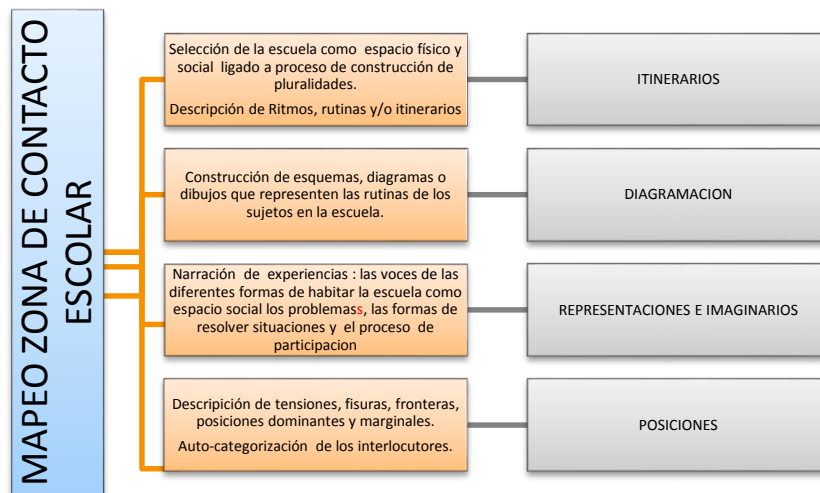 MAPEO ZONA DE CONTACTO
ESCOLAR
Selección de la escuela como espacio físico y
social ligado a proceso de construcción de
pluralidades.
Descripción de Ritmos, rutinas y/o itinerarios
ITINERARIOS
Construcción de esquemas, diagramas o
dibujos que representen las rutinas de los
sujetos en la escuela.
DIAGRAMACION
Narración de experiencias : las voces de las
diferentes formas de habitar la escuela como
espacio social los problemass, las formas de
resolver situaciones y el proceso de
participacion
REPRESENTACIONES E IMAGINARIOS
Descripición de tensiones, fisuras, fronteras,
posiciones dominantes y marginales.
Auto-categorización de los interlocutores.
POSICIONES